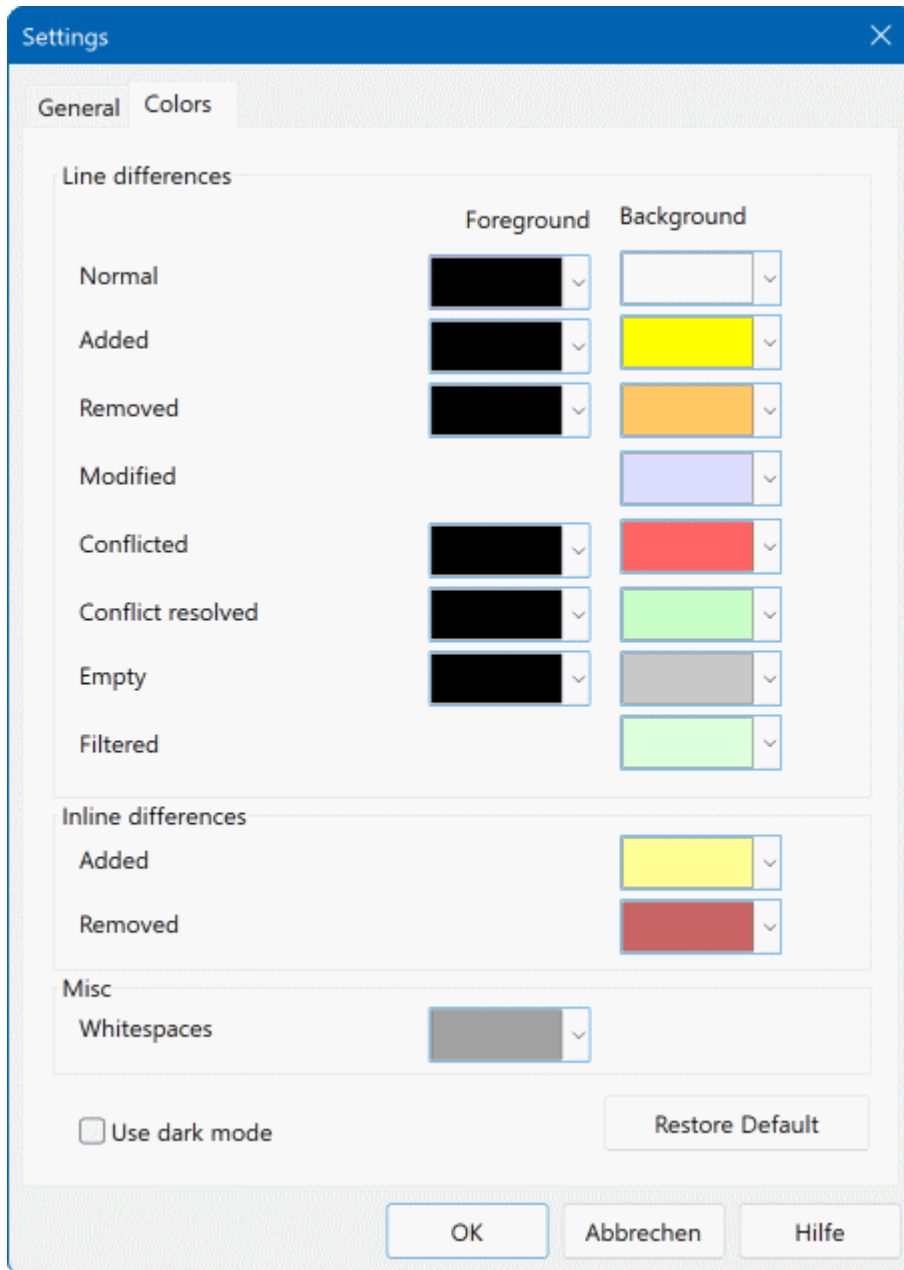 Settings
General Colors
Line differences
Foreground Background
Normal
Added
Removed
Modified
Conflicted
Conflict resolved
Empty
Filtered
Inline differences
Added
Removed
Misc
Whitespaces
Use dark mode Restore Default
OK Abbrechen Hilfe